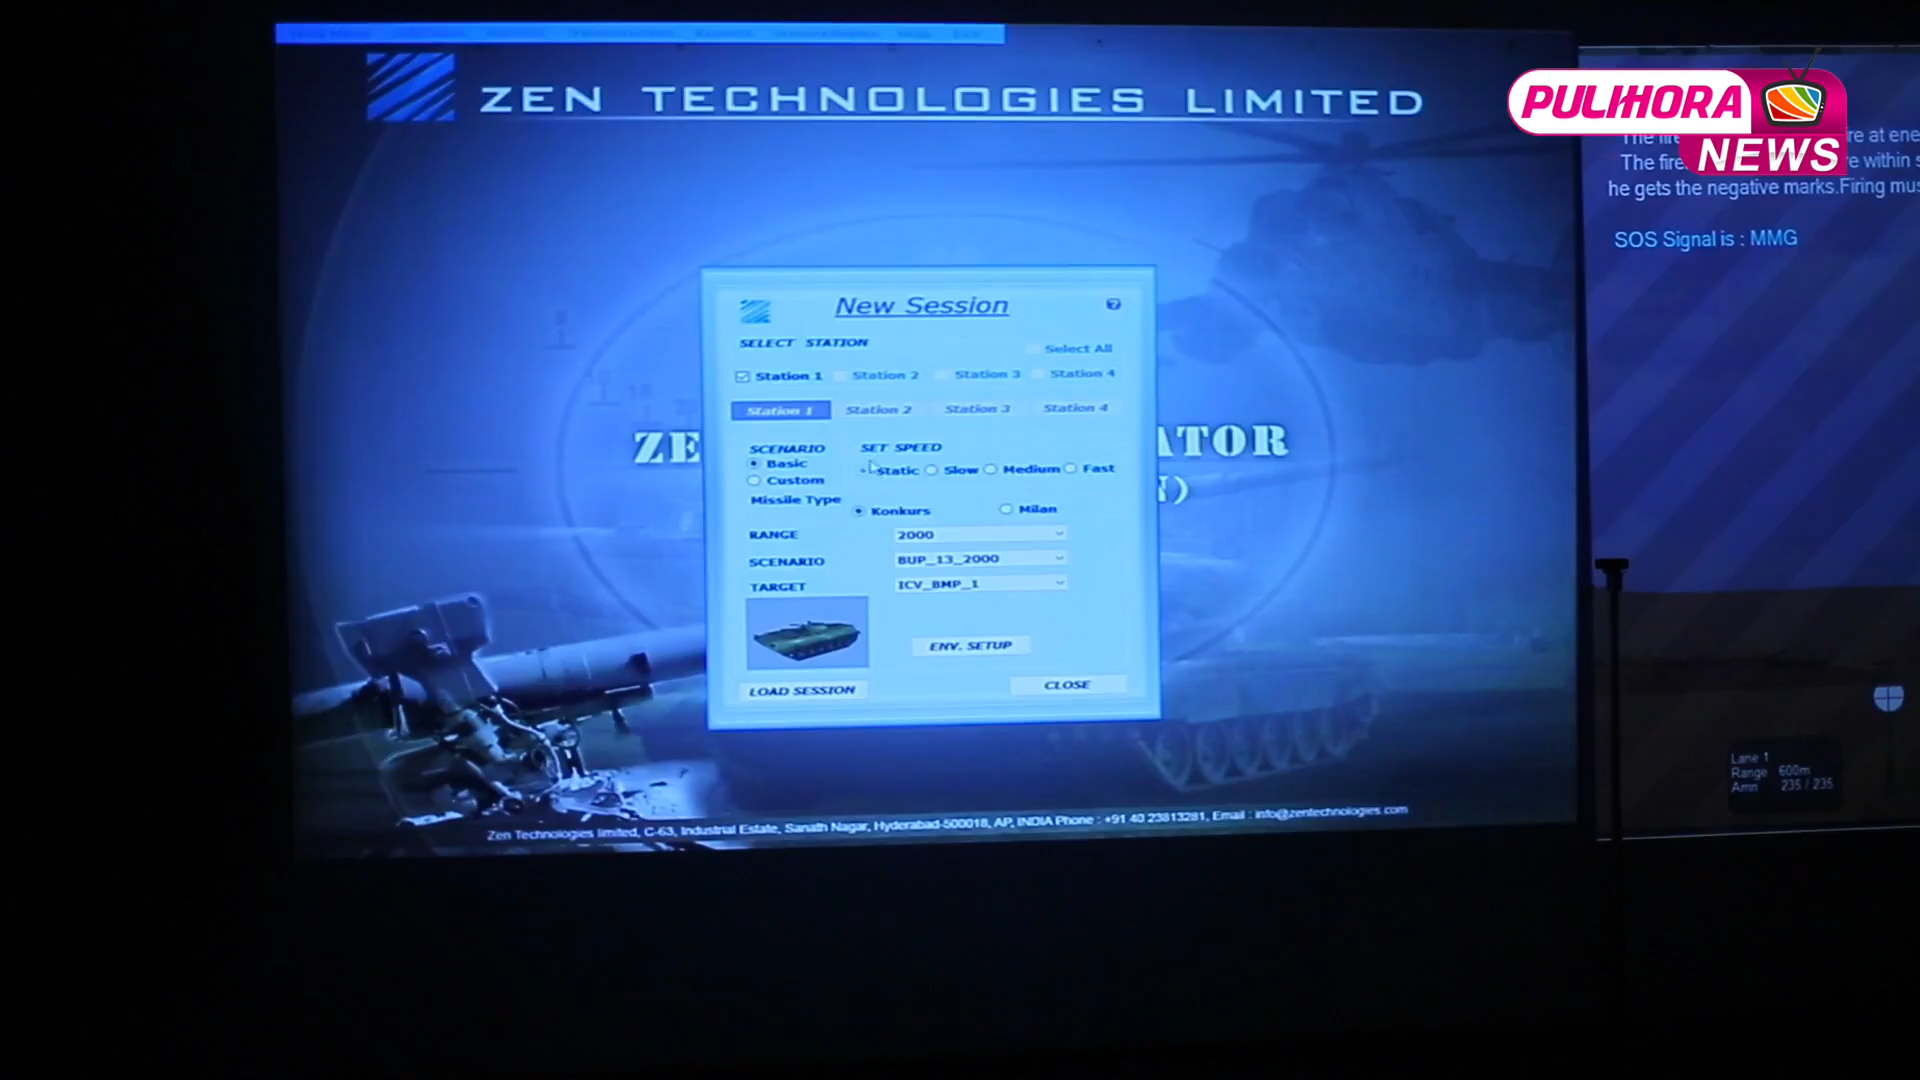 ZEN TECHNOLOGIES LIMITED
PULIHORA
NEWS
The fire
re at ene
The fire
e within s
he gets the negative marks.Firing mus
SOS Signal is : MMG
New Session
SELECT STATION
Select All
Station 1 Station 2 Station 3 Station 4
Station 1 Station 2 Station 3 Station 4
ZE
ATOR
SCENARIO SET SPEED
Basic Static Slow Medium Fast
Custom
Missile Type
Konkurs Milan
RANGE 2000
SCENARIO BUP_13_2000
TARGET ICV_BMP_1
ENV. SETUP
LOAD SESSION CLOSE
Lane 1
Range 600m
Amn 235 / 235
Zen Technologies limited, C-63, Industrial Estate, Sanath Nagar, Hyderabad-500018, AP, INDIA Phone : +91 40 23813281, Email : info@zentechnologies.com